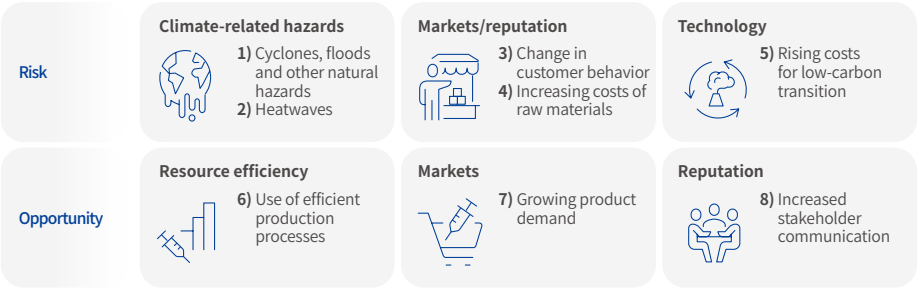 Risk
Climate-related hazards
1) Cyclones, floods
and other natural
hazards
2) Heatwaves
Markets/reputation
3) Change in
customer behavior
4) Increasing costs of
raw materials
Technology
5) Rising costs
for low-carbon
transition
Opportunity
Resource efficiency
6) Use of efficient
production
processes
Markets
7) Growing product
demand
Reputation
8) Increased
stakeholder
communication